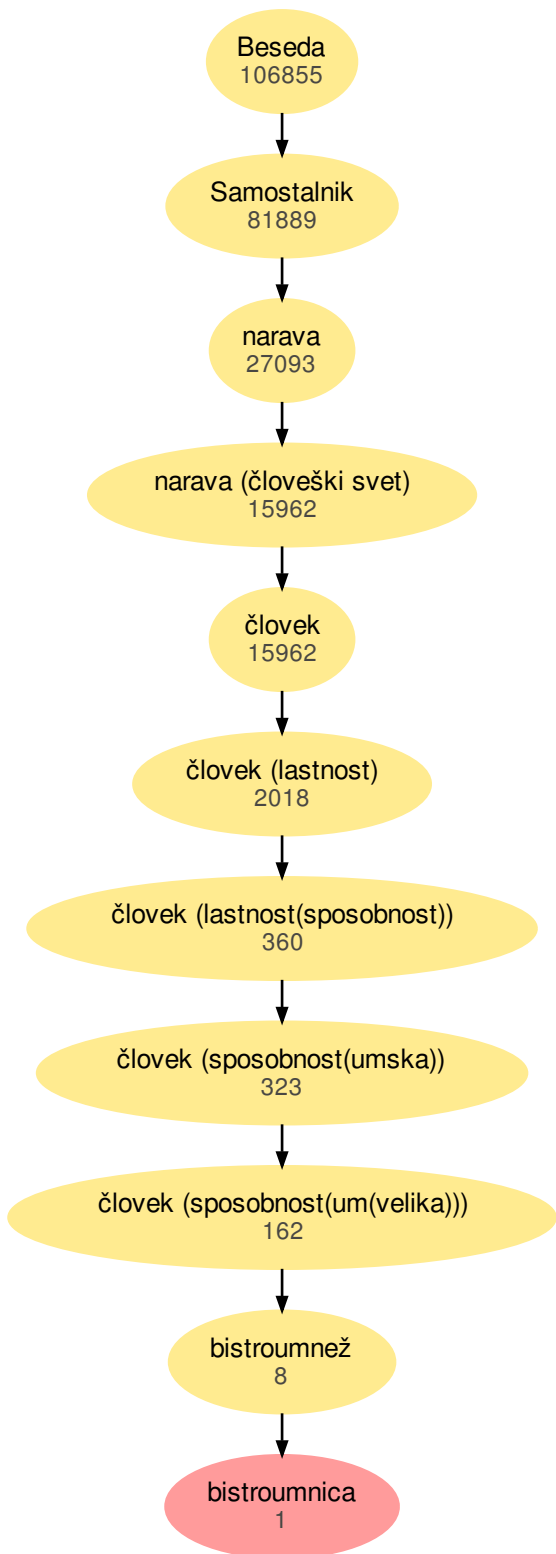 Beseda
106855
Samostalnik
81889
narava
27093
narava (človeški svet)
15962
človek
15962
človek (lastnost)
2018
človek (lastnost(sposobnost))
360
človek (sposobnost(umska))
323
človek (sposobnost(um(velika)))
162
bistroumnež
8
bistroumnica
1